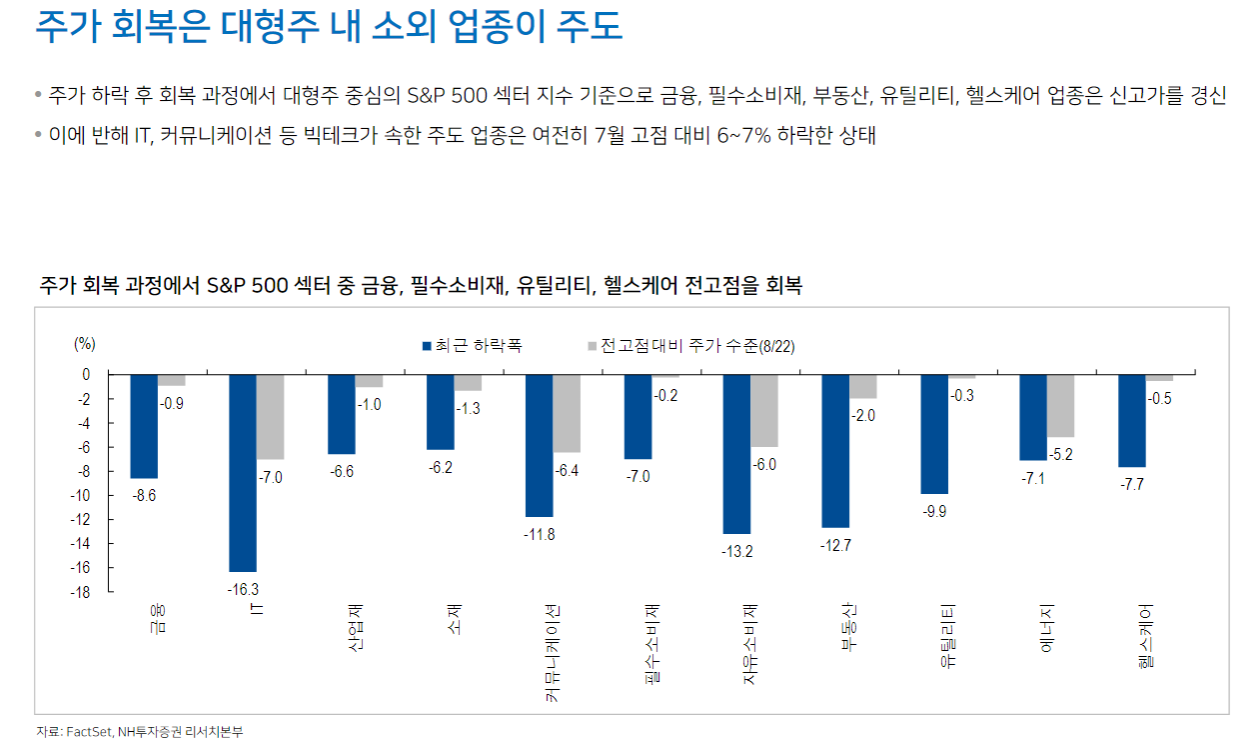 주가 회복은 대형주 내 소외 업종이 주도
• 주가 하락 후 회복 과정에서 대형주 중심의 S&P 500 섹터 지수 기준으로 금융, 필수소비재, 부동산, 유틸리티, 헬스케어 업종은 신고가를 경신
• 이에 반해 IT, 커뮤니케이션 등 빅테크가 속한 주도 업종은 여전히 7월 고점 대비 6~7% 하락한 상태
주가 회복 과정에서 S&P 500 섹터 중 금융, 필수소비재, 유틸리티, 헬스케어 전고점을 회복
(%)
최근 하락폭
전고점대비 주가 수준(8/22)
0
-2
-4
-6
-8
-10
-12
-14
-16
-18
-8.6
-0.9
-16.3
-7.0
-6.6
-1.0
-6.2
-1.3
-11.8
-6.4
-7.0
-0.2
-13.2
-6.0
-12.7
-2.0
-9.9
-0.3
-7.1
-5.2
-7.7
-0.5
금융
IT
산업재
소재
커뮤니케이션
필수소비재
자유소비재
부동산
유틸리티
에너지
헬스케어
자료: FactSet, NH투자증권 리서치본부